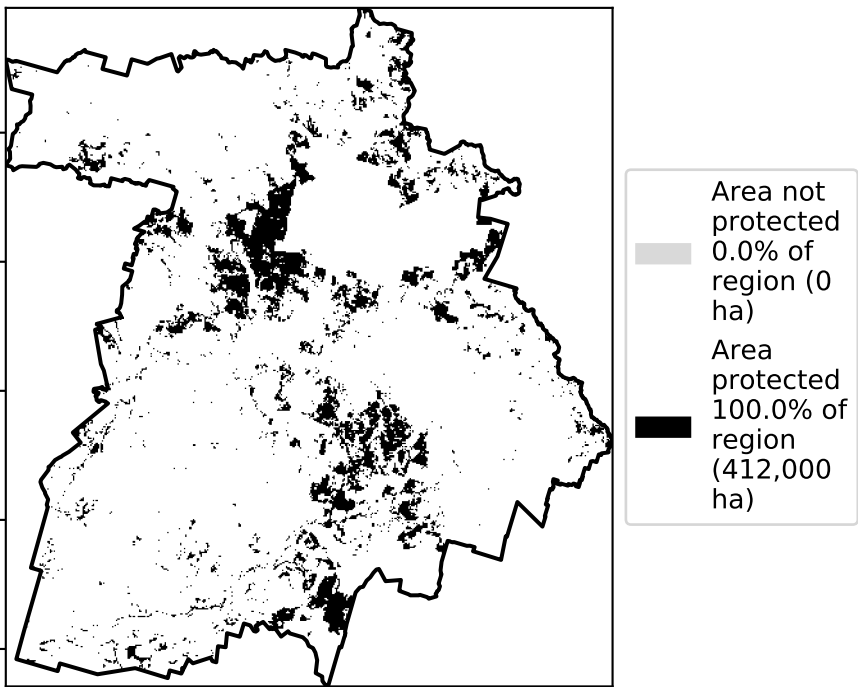 Area not
protected
0.0% of
region (0
ha)
Area
protected
100.0% of
region
(412,000
ha)